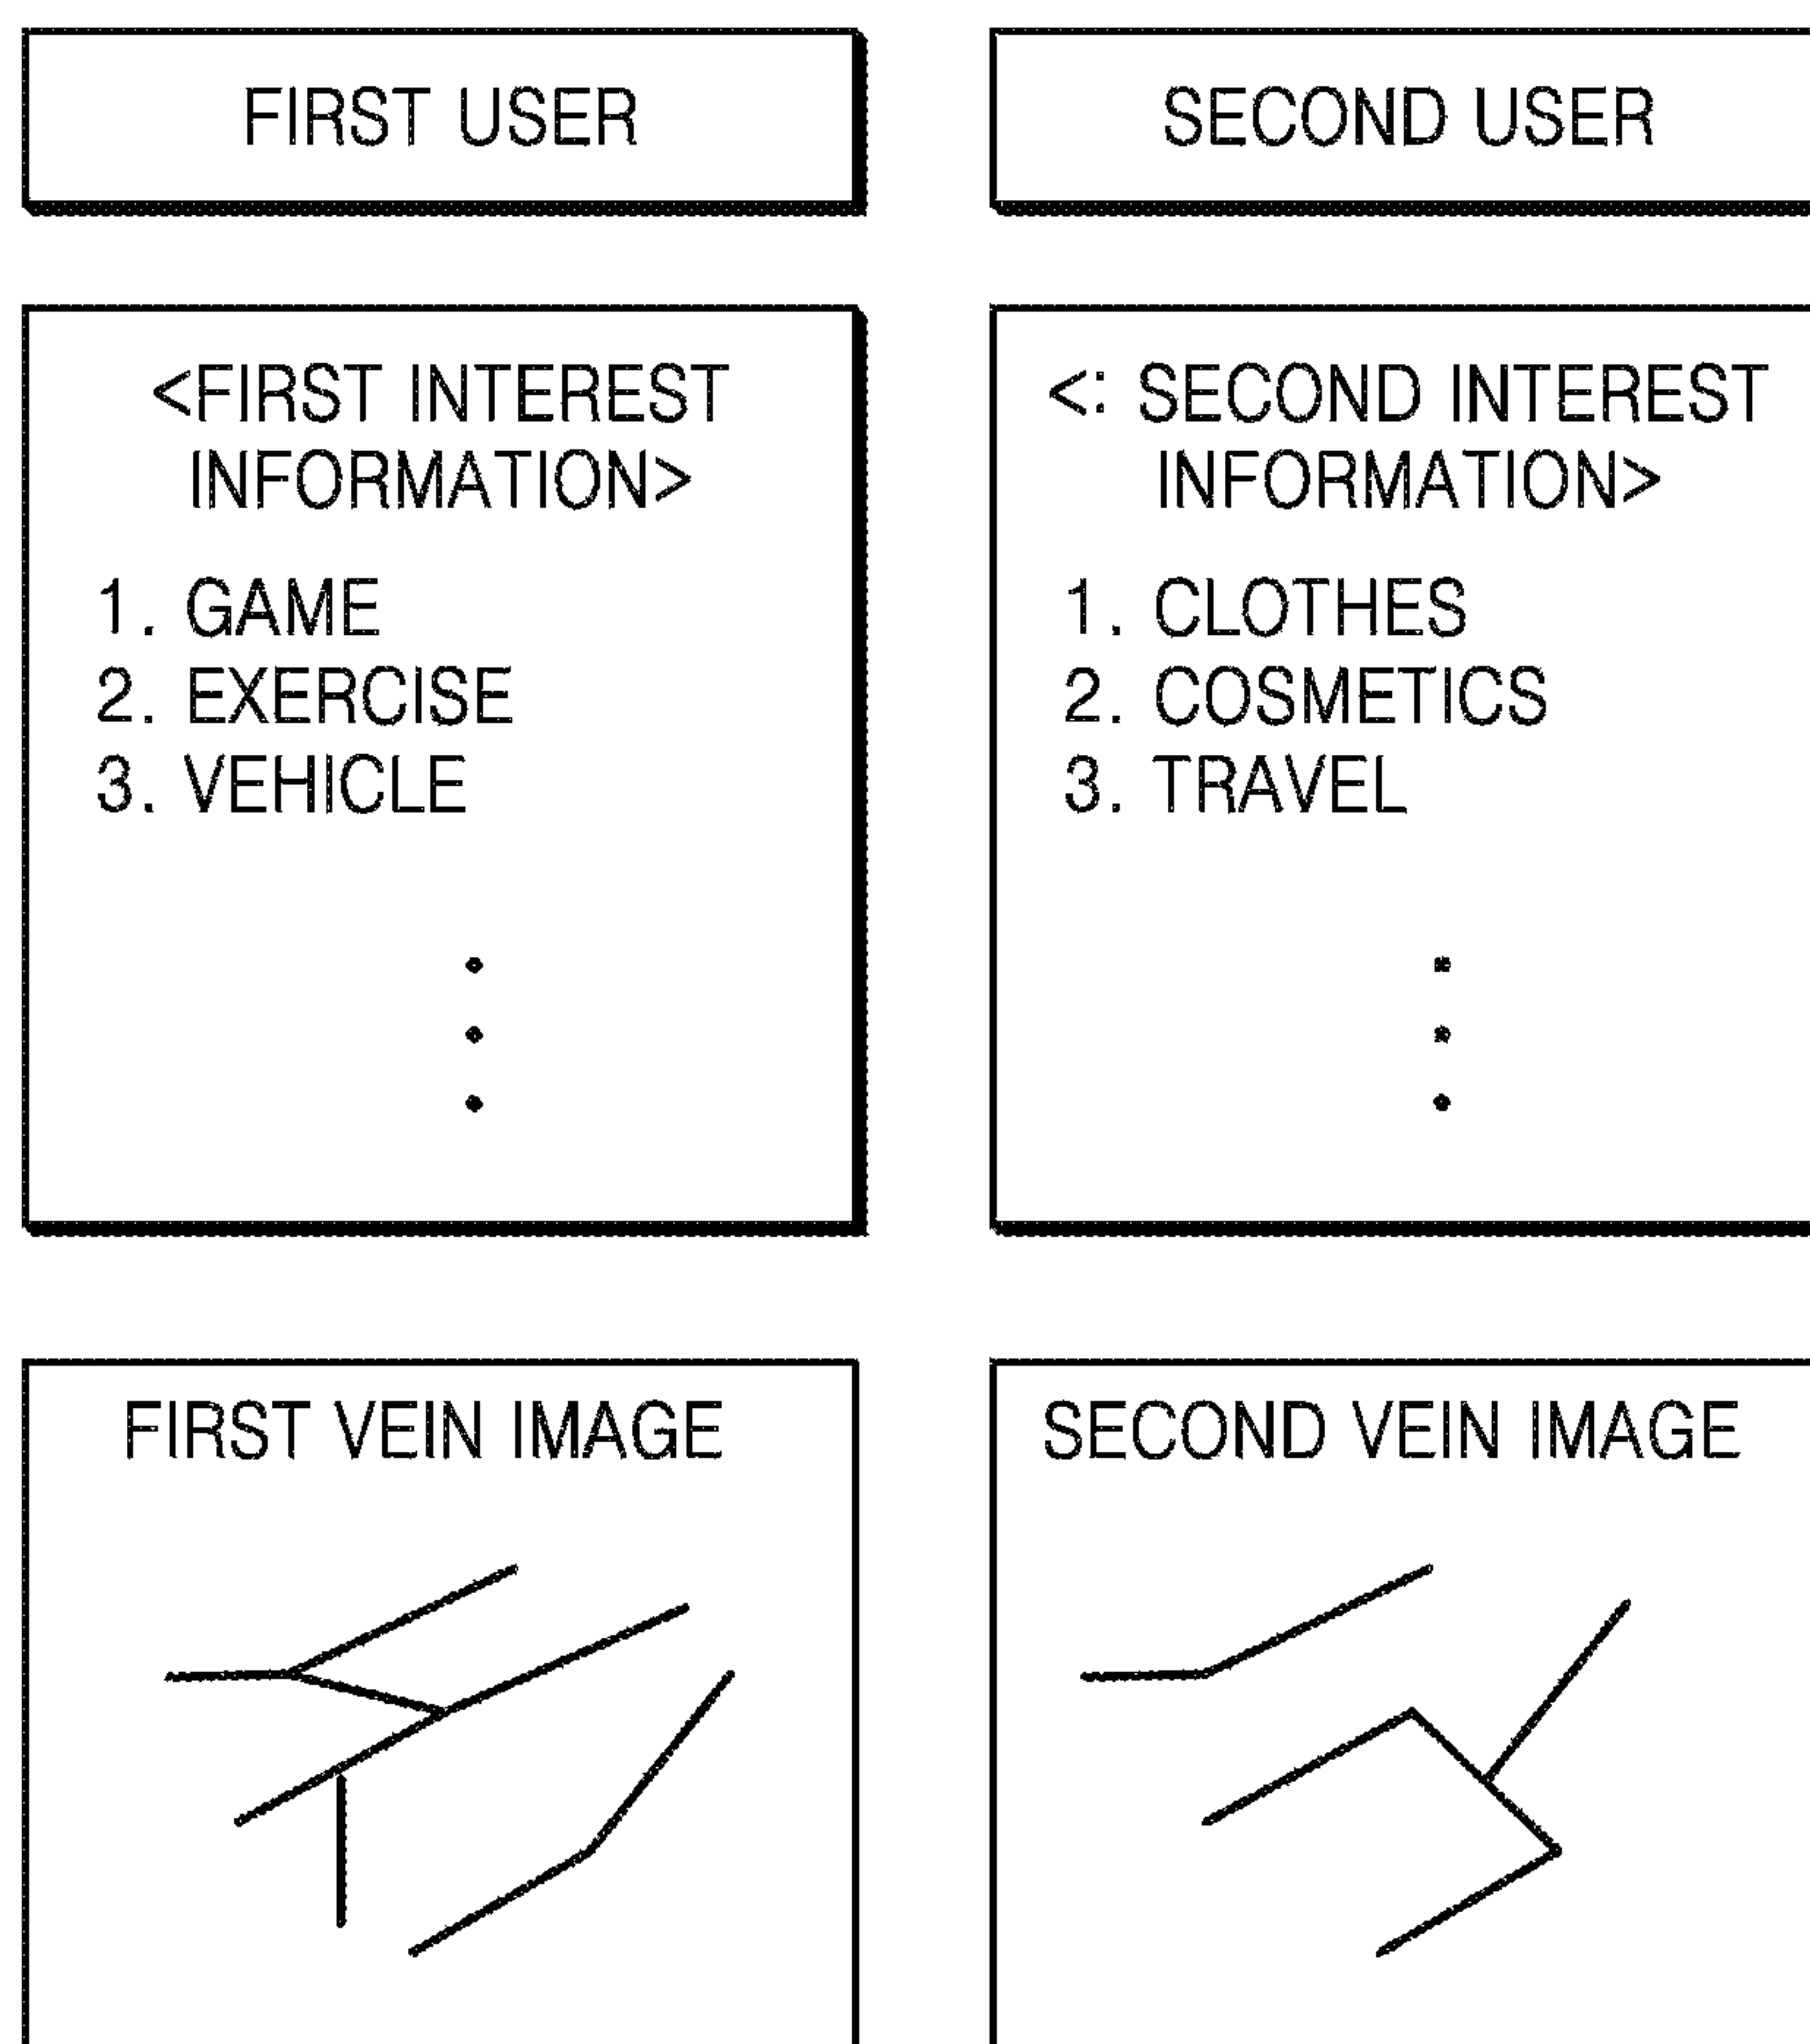 FIRST USER
SECOND USER
<FIRST INTEREST
INFORMATION>
1. GAME
2. EXERCISE
3. VEHICLE
<: SECOND INTEREST
INFORMATION>
1. CLOTHES
2. COSMETICS
3. TRAVEL
FIRST VEIN IMAGE
SECOND VEIN IMAGE